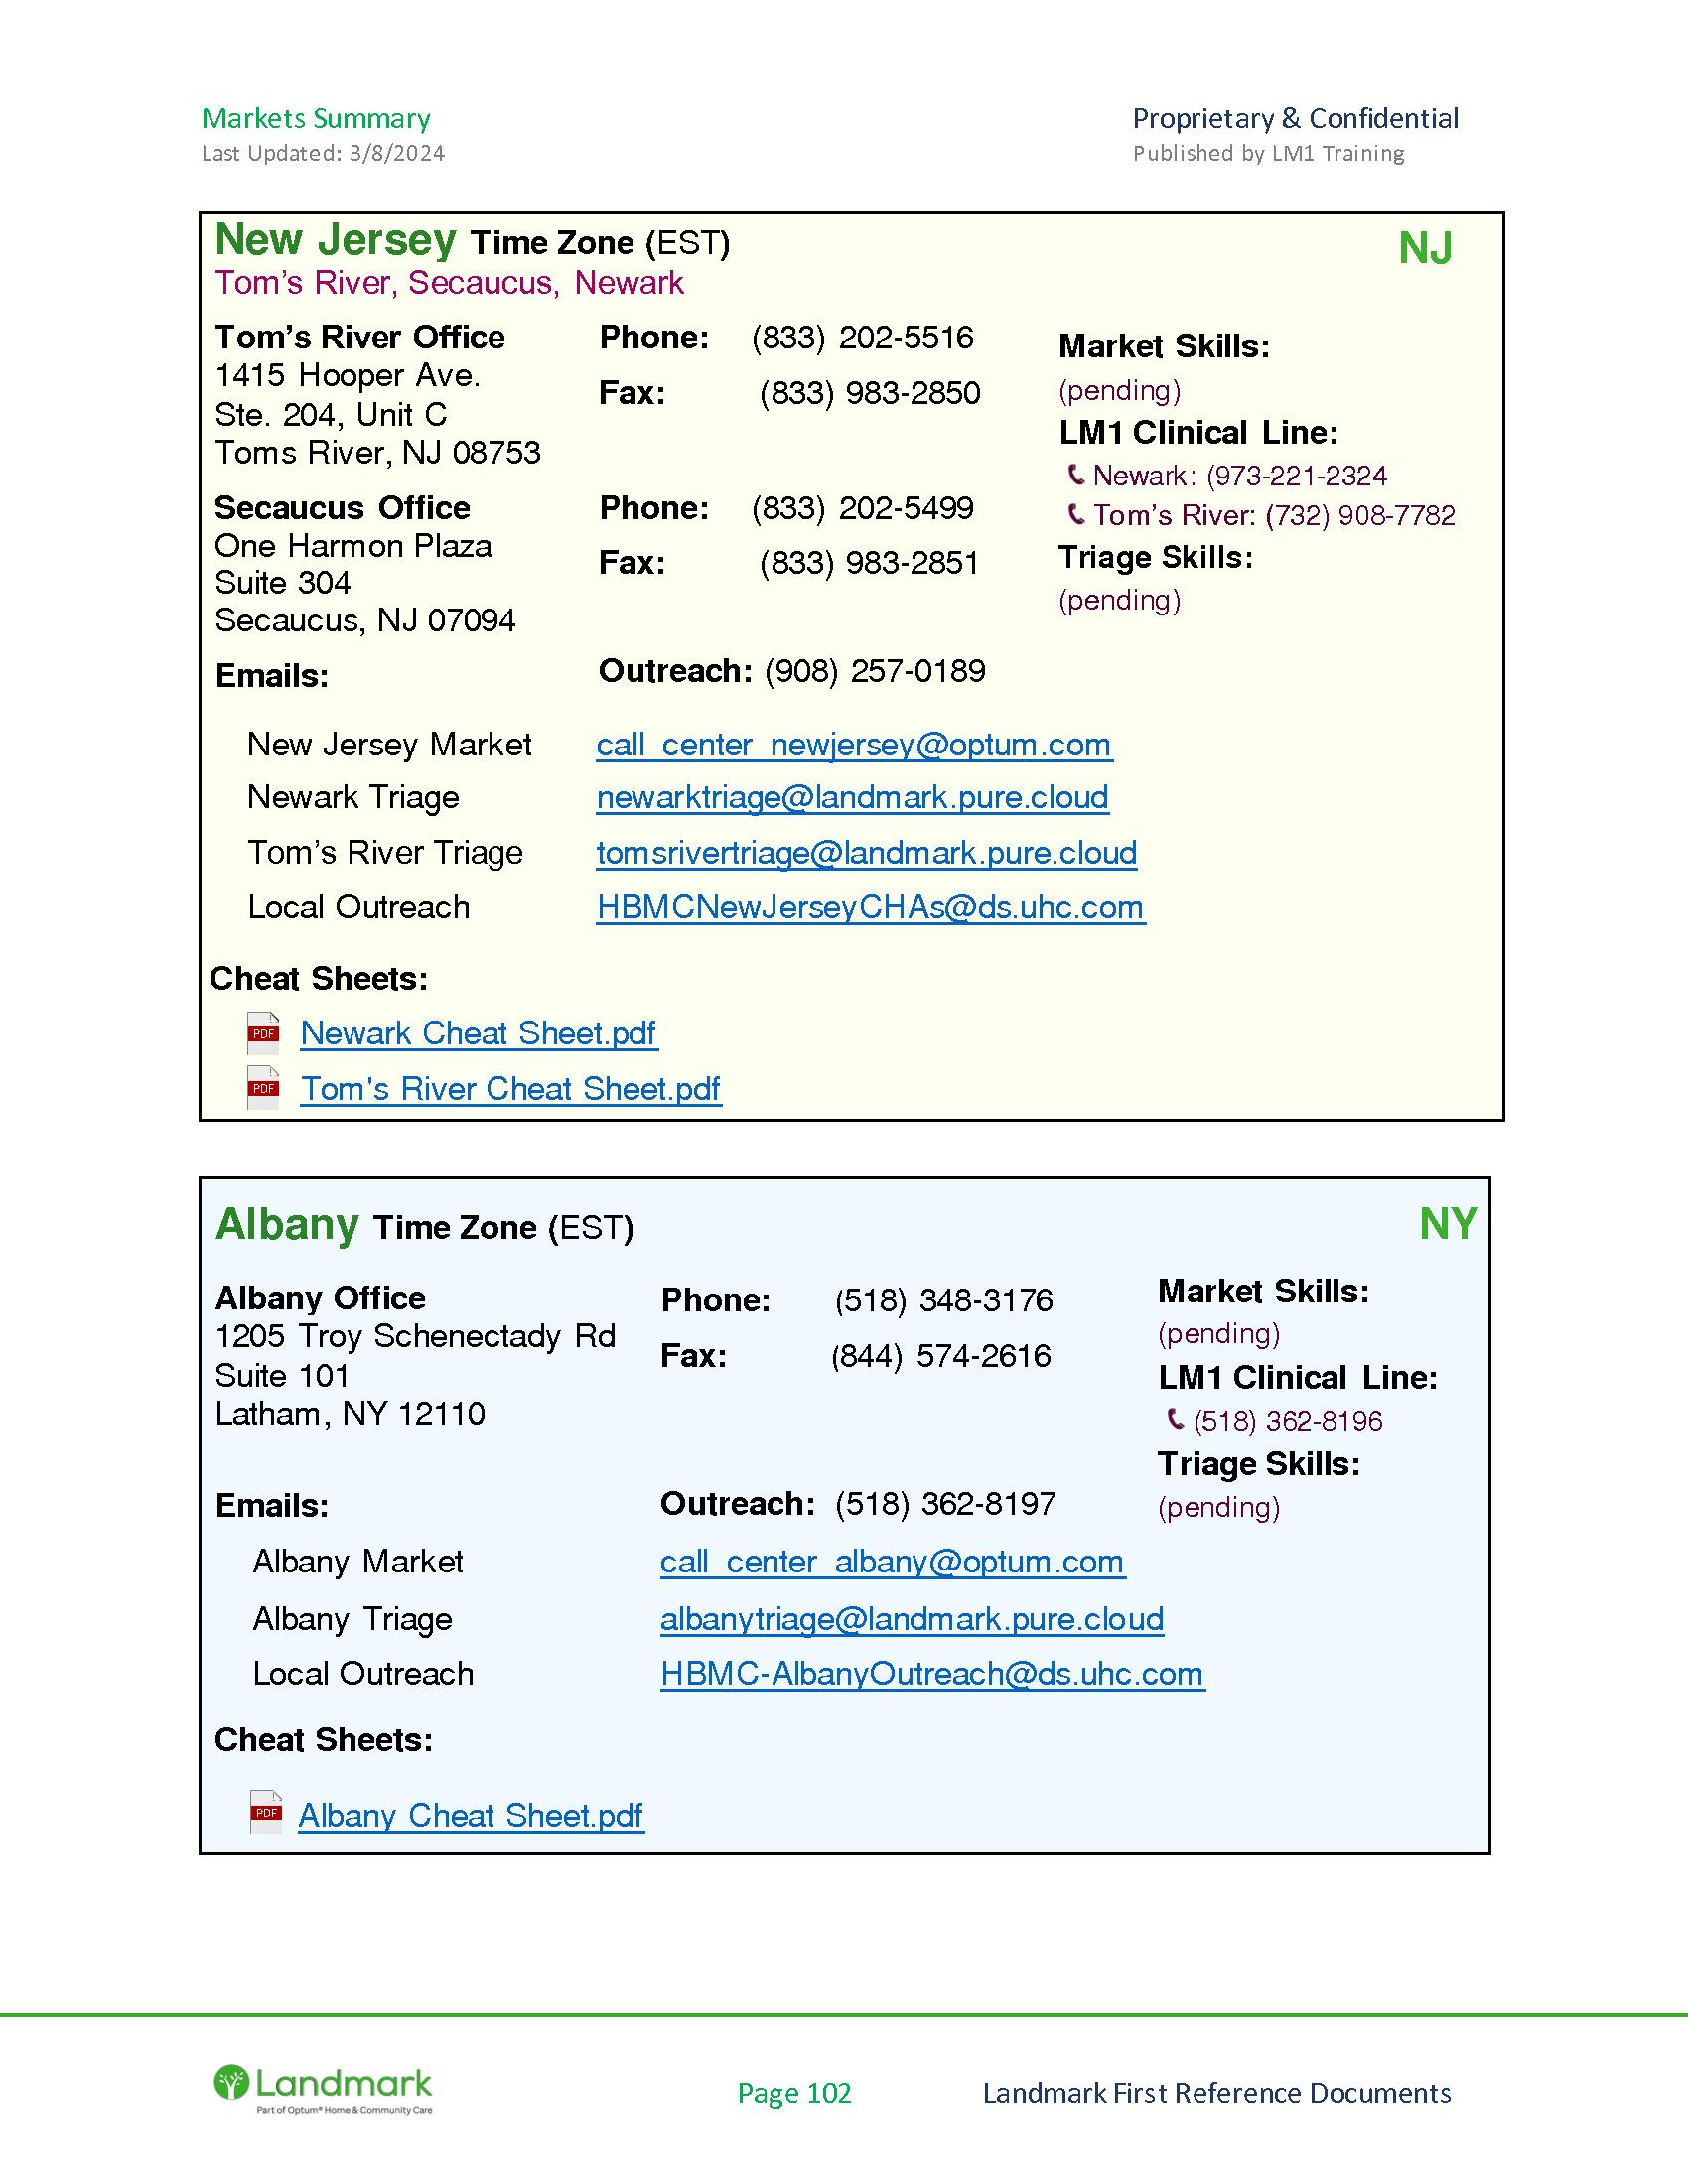 Markets Summary
Last Updated: 3/8/2024
Proprietary & Confidential
Published by LM1 Training
New Jersey Time Zone (EST)
NJ
Tom’s River, Secaucus, Newark
Tom’s River Office
1415 Hooper Ave.
Ste. 204, Unit C
Toms River, NJ 08753
Phone: (833) 202-5516
Fax: (833) 983-2850
Secaucus Office
One Harmon Plaza
Suite 304
Secaucus, NJ 07094
Phone: (833) 202-5499
Fax: (833) 983-2851
Market Skills:
(pending)
LM1 Clinical Line:
Newark: (973-221-2324
Tom’s River: (732) 908-7782
Triage Skills:
(pending)
Emails:
Outreach: (908) 257-0189
New Jersey Market call_center_newjersey@optum.com
Newark Triage newarktriage@landmark.pure.cloud
Tom’s River Triage tomsrivertriage@landmark.pure.cloud
Local Outreach HBMCNewJerseyCHAs@ds.uhc.com
Cheat Sheets:
PDF Newark Cheat Sheet.pdf
PDF Tom's River Cheat Sheet.pdf
Albany Time Zone (EST)
NY
Albany Office
1205 Troy Schenectady Rd
Suite 101
Latham, NY 12110
Phone: (518) 348-3176
Fax: (844) 574-2616
Market Skills:
(pending)
LM1 Clinical Line:
(518) 362-8196
Triage Skills:
(pending)
Emails:
Outreach: (518) 362-8197
Albany Market call_center_albany@optum.com
Albany Triage albanytriage@landmark.pure.cloud
Local Outreach HBMC-AlbanyOutreach@ds.uhc.com
Cheat Sheets:
PDF Albany Cheat Sheet.pdf
Landmark
Part of Optum® Home & Community Care
Page 102
Landmark First Reference Documents